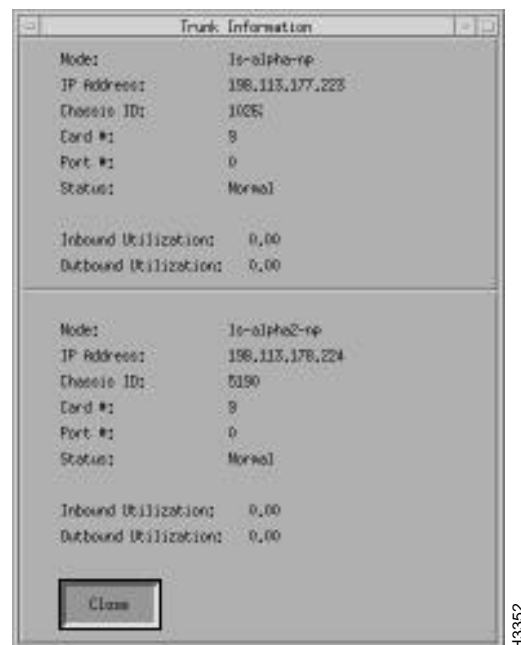 Trunk Information
Node: ls-alpha-np
IP Address: 198.113.177.223
Chassis ID: 1026
Card #: 9
Port #: 0
Status: Normal
Inbound Utilization: 0.00
Outbound Utilization: 0.00
Node: ls-alpha2-np
IP Address: 198.113.178.224
Chassis ID: 5190
Card #: 9
Port #: 0
Status: Normal
Inbound Utilization: 0.00
Outbound Utilization: 0.00
Close
H3352